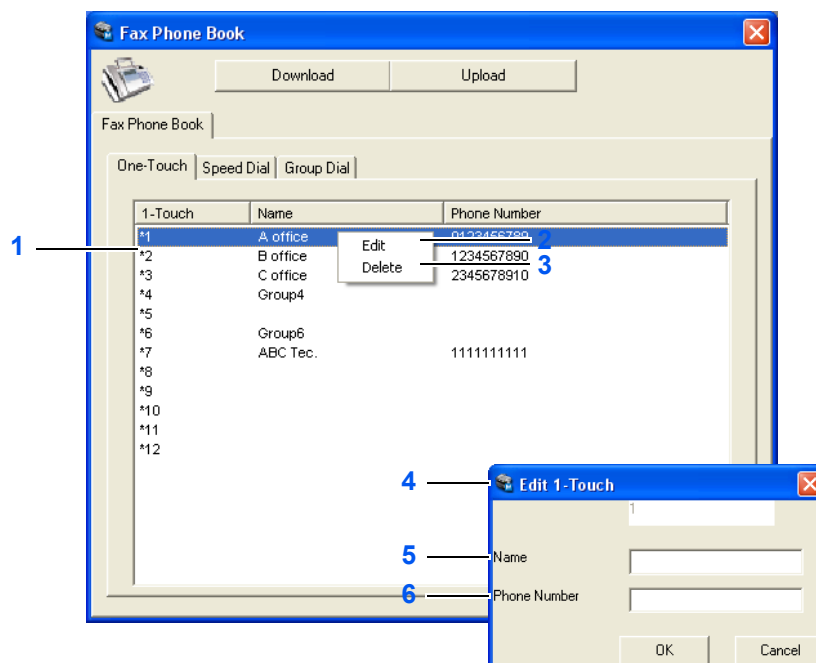 Fax Phone Book
Download Upload
Fax Phone Book
One-Touch Speed Dial Group Dial
1-Touch Name Phone Number
1 *1 A office 0123456789
Edit 2
*2 B office 1234567890
Delete 3
*3 C office 2345678910
*4 Group4
*5
*6 Group6
*7 ABC Tec. 1111111111
*8
*9
*10
*11
*12
4 Edit 1-Touch
1
5 Name
6 Phone Number
OK Cancel